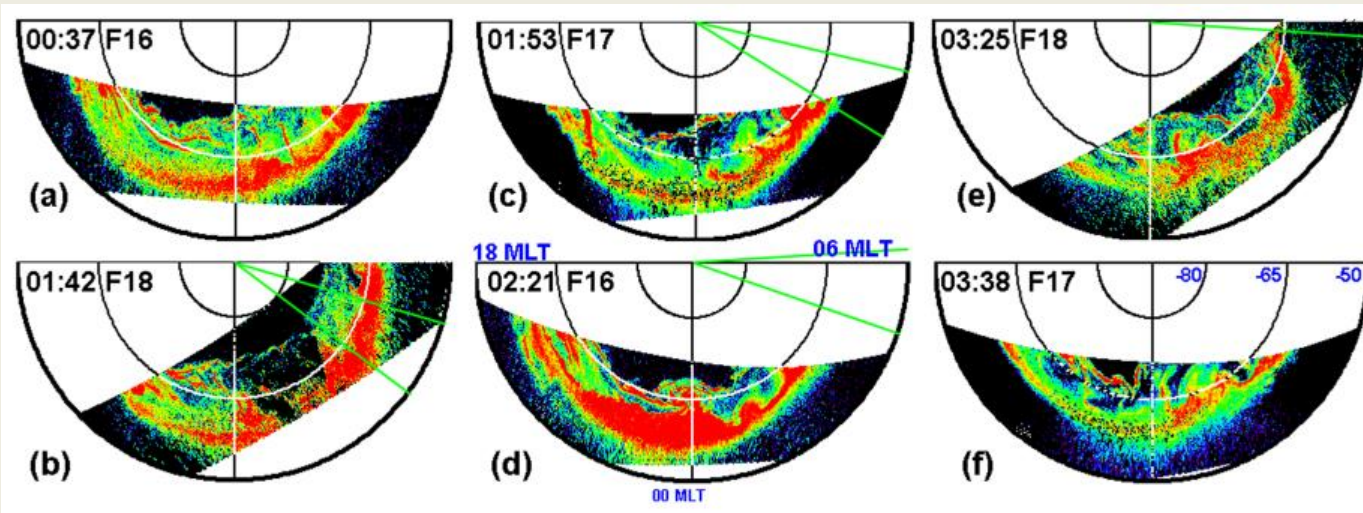 00:37 F16
(a)
01:53 F17
(c)
03:25 F18
(e)
18 MLT
06 MLT
01:42 F18
(b)
02:21 F16
(d)
00 MLT
03:38 F17
-80
-65
-50
(f)